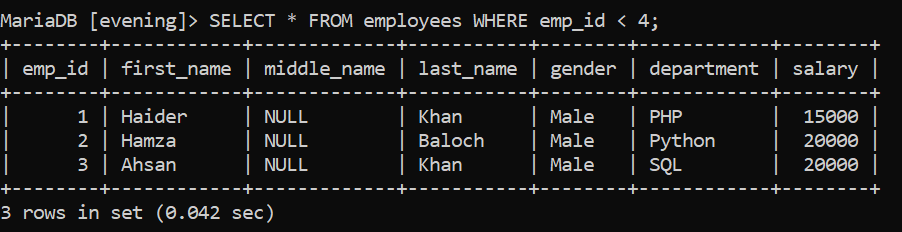 MariaDB [evening]> SELECT * FROM employees WHERE emp_id < 4;
+--------+------------+-------------+-----------+--------+------------+--------+
| emp_id | first_name | middle_name | last_name | gender | department | salary |
+--------+------------+-------------+-----------+--------+------------+--------+
|      1 | Haider     | NULL        | Khan      | Male   | PHP        |  15000 |
|      2 | Hamza      | NULL        | Baloch    | Male   | Python     |  20000 |
|      3 | Ahsan      | NULL        | Khan      | Male   | SQL        |  20000 |
+--------+------------+-------------+-----------+--------+------------+--------+
3 rows in set (0.042 sec)